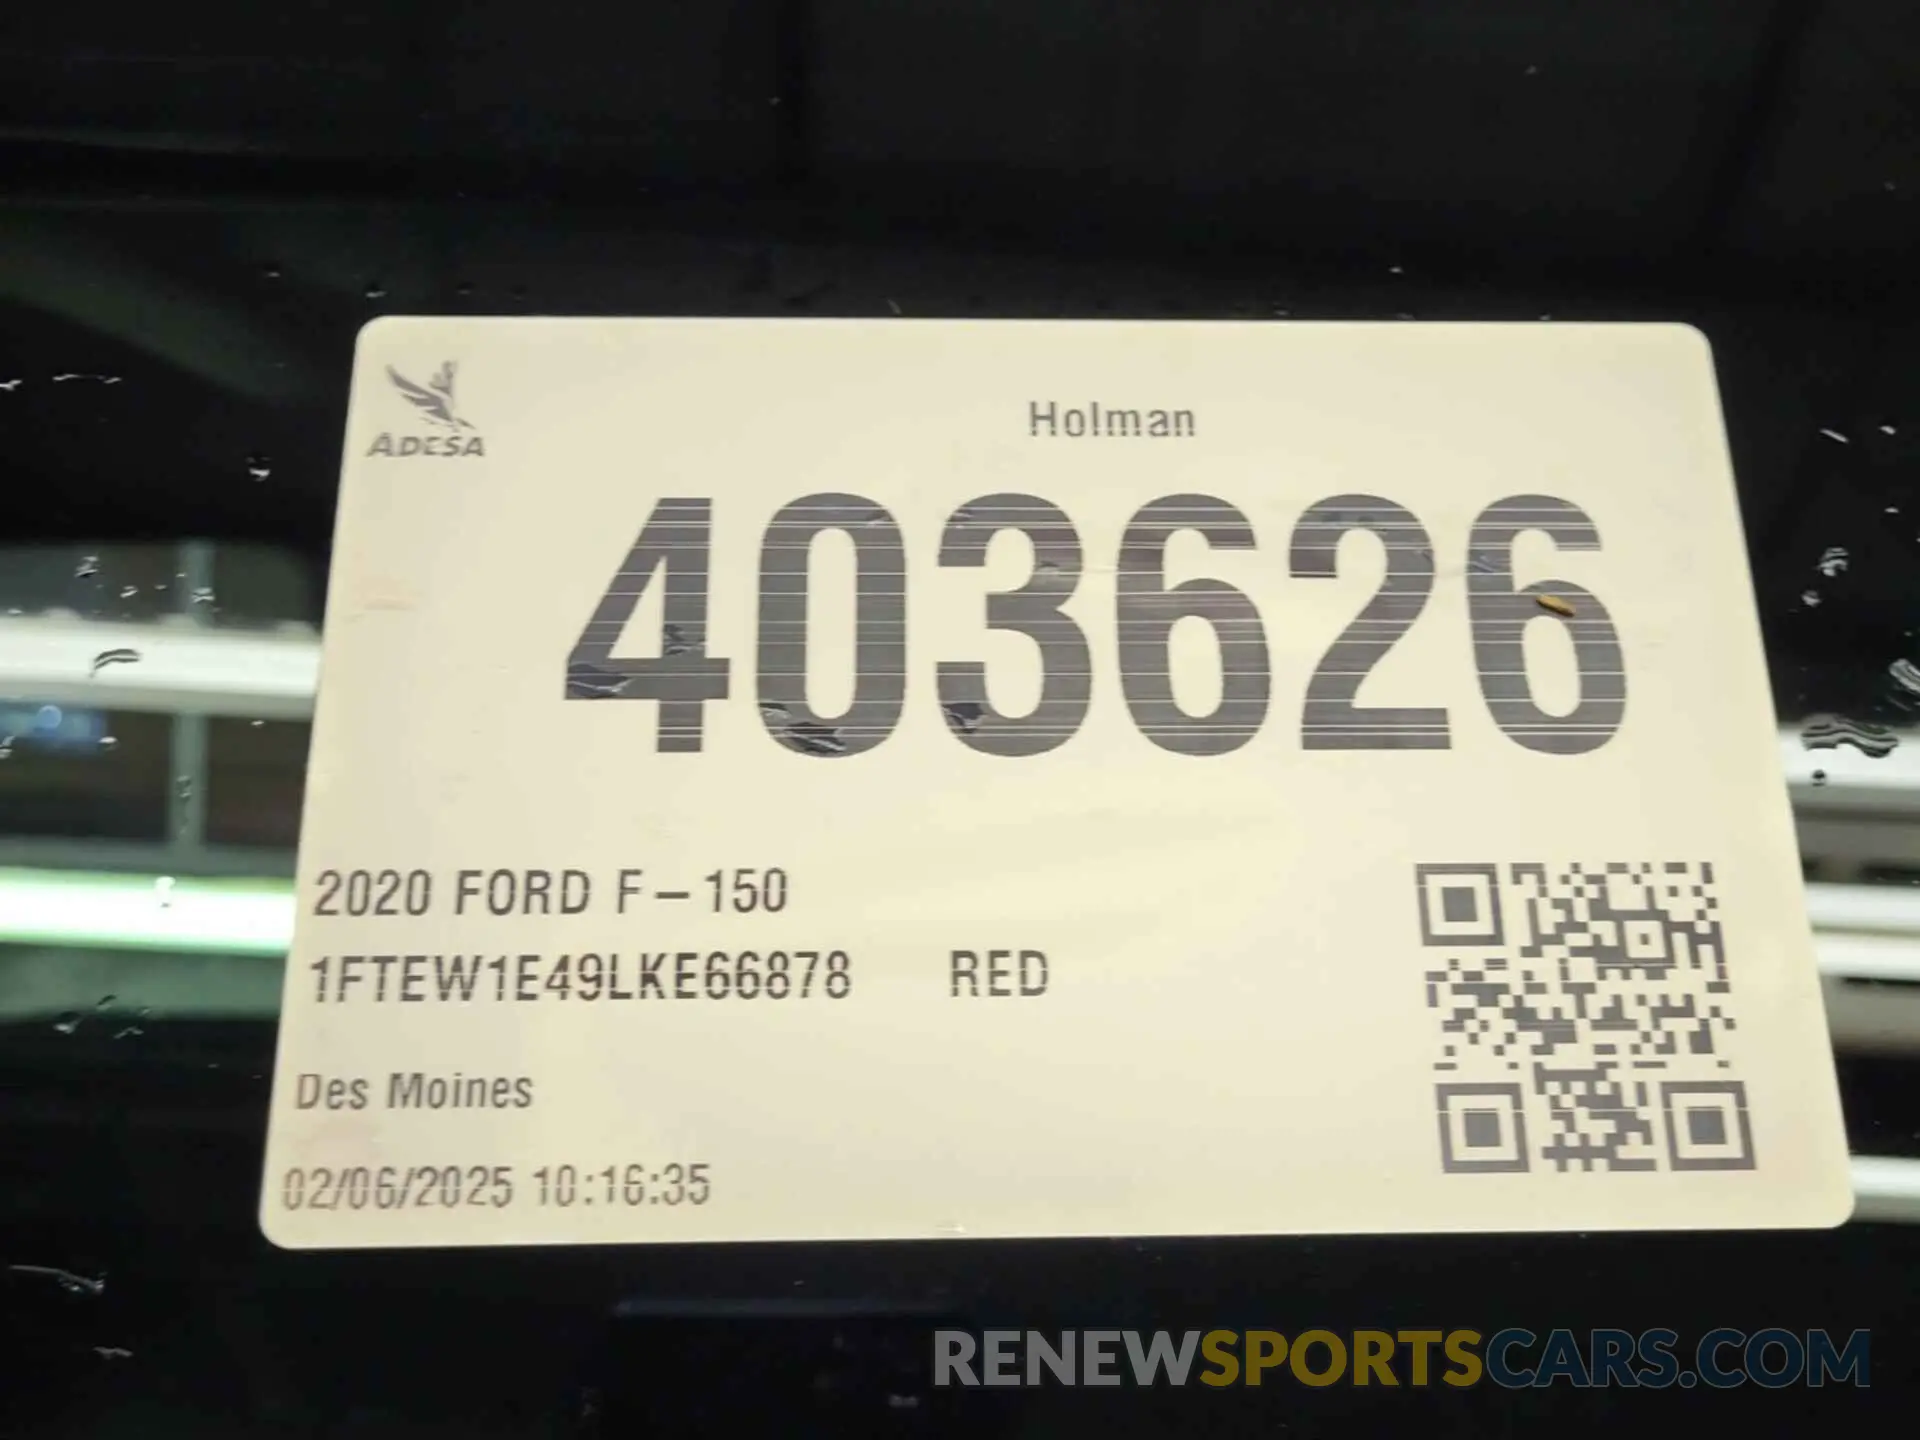 ADESA
Holman
403626
2020 FORD F-150
1FTEW1E49LKE66878 RED
Des Moines
02/06/2025 10:16:35
RENEWSPORTSCARS.COM